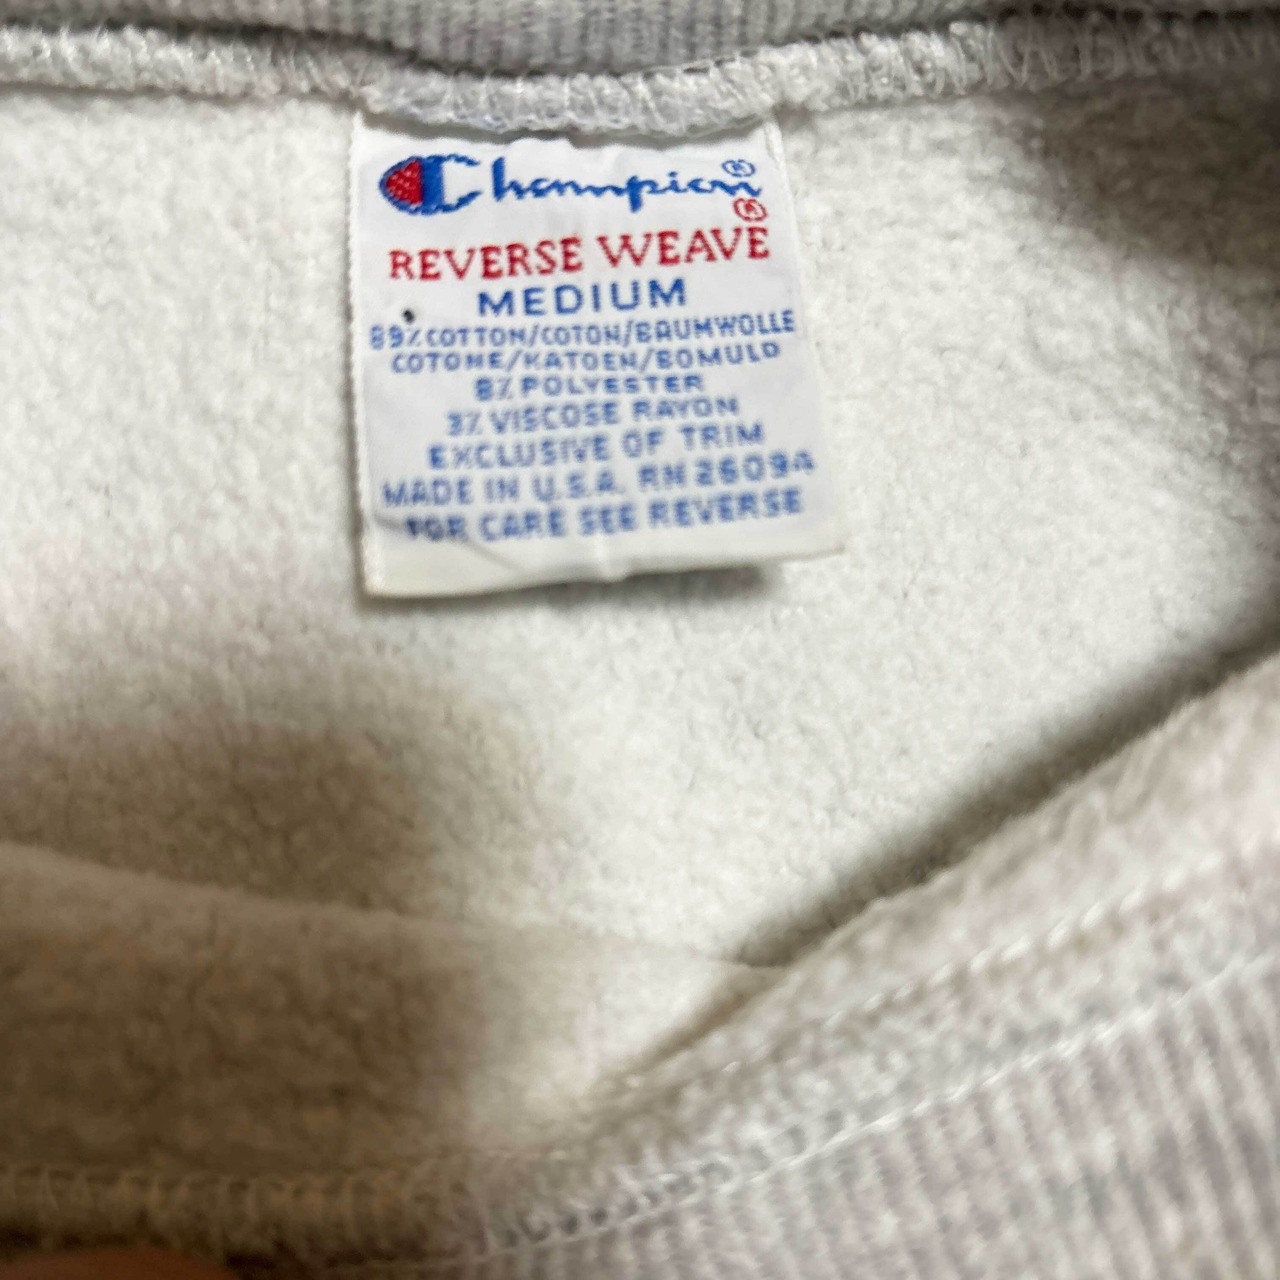 Champion®
®
REVERSE WEAVE
MEDIUM
89% COTTON/COTON/BAUMWOLLE
COTONE/KATOEN/BOMULD
8% POLYESTER
3% VISCOSE RAYON
EXCLUSIVE OF TRIM
MADE IN U.S.A. RN 26094
FOR CARE SEE REVERSE